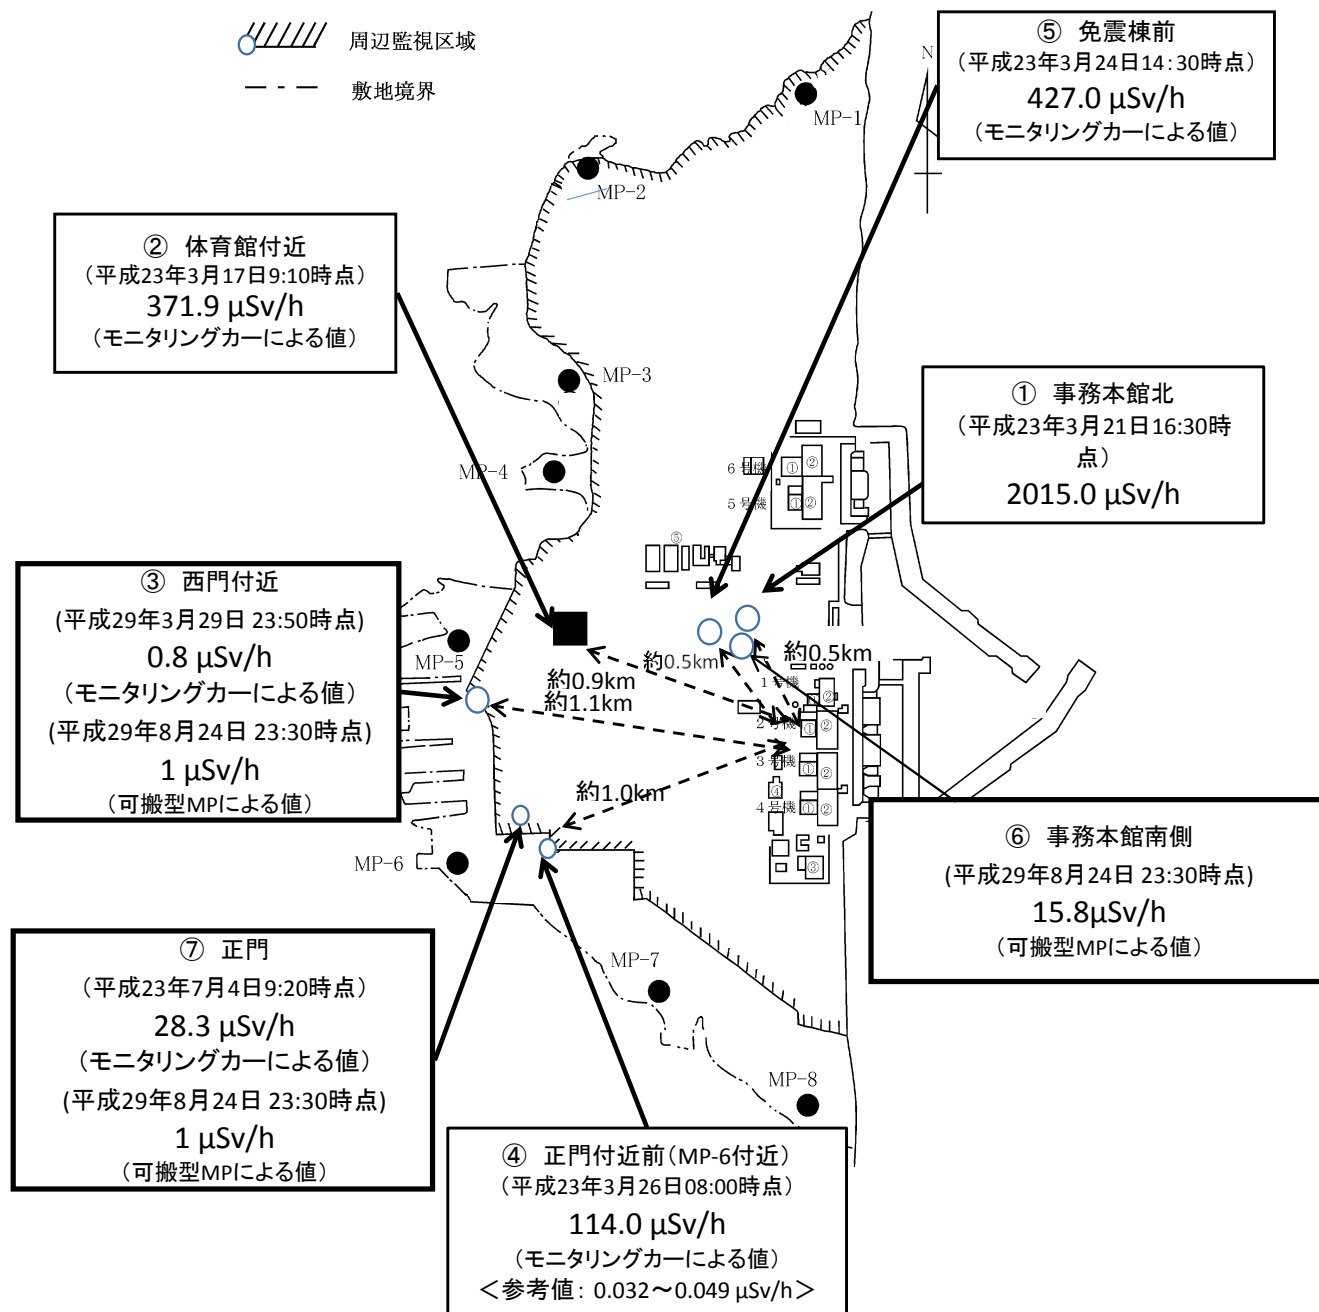 周辺監視区域
敷地境界
⑤ 免震棟前
(平成23年3月24日14:30時点)
427.0 µSv/h
(モニタリングカーによる値)
N
MP-1
MP-2
② 体育館付近
(平成23年3月17日9:10時点)
371.9 µSv/h
(モニタリングカーによる値)
MP-3
① 事務本館北
(平成23年3月21日16:30時
点)
2015.0 µSv/h
MP-4
6号機
① ②
5号機
① ②
⑤
③ 西門付近
(平成29年3月29日 23:50時点)
0.8 µSv/h
(モニタリングカーによる値)
(平成29年8月24日 23:30時点)
1 µSv/h
(可搬型MPによる値)
MP-5
約0.5km
約0.5km
約0.9km
約1.1km
1号機
②
2号機
① ②
3号機
① ②
約1.0km
④
4号機
① ②
③
MP-6
⑥ 事務本館南側
(平成29年8月24日 23:30時点)
15.8µSv/h
(可搬型MPによる値)
⑦ 正門
(平成23年7月4日9:20時点)
28.3 µSv/h
(モニタリングカーによる値)
(平成29年8月24日 23:30時点)
1 µSv/h
(可搬型MPによる値)
MP-7
MP-8
④ 正門付近前(MP-6付近)
(平成23年3月26日08:00時点)
114.0 µSv/h
(モニタリングカーによる値)
<参考値: 0.032～0.049 µSv/h>